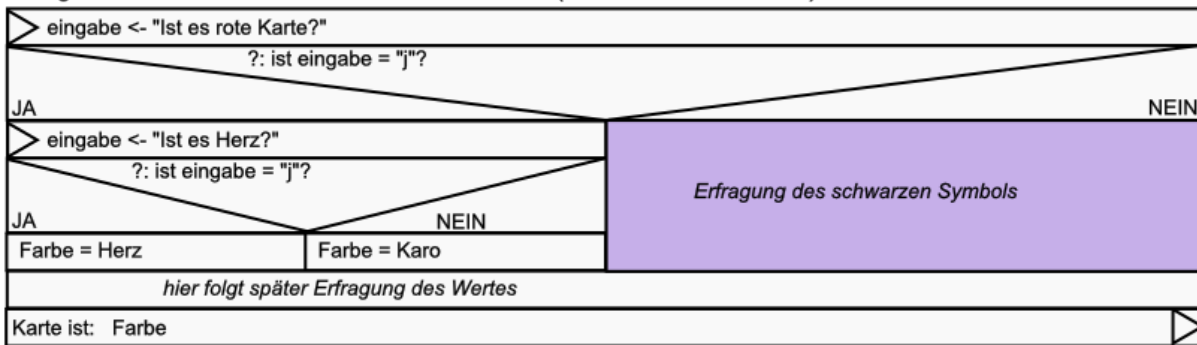 eingabe <- "Ist es rote Karte?"
?: ist eingabe = "j"?
JA
NEIN
eingabe <- "Ist es Herz?"
?: ist eingabe = "j"?
Erfragung des schwarzen Symbols
JA
NEIN
Farbe = Herz
Farbe = Karo
hier folgt später Erfragung des Wertes
Karte ist: Farbe